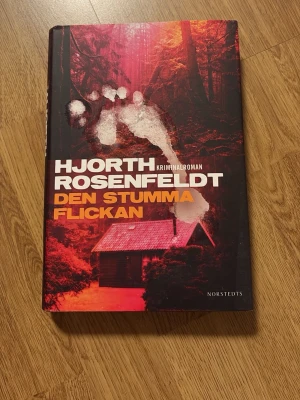 HJORTH
KRIMINALROMAN
ROSENFELDT
DEN STUMMA
FLICKAN
NORSTEDTS